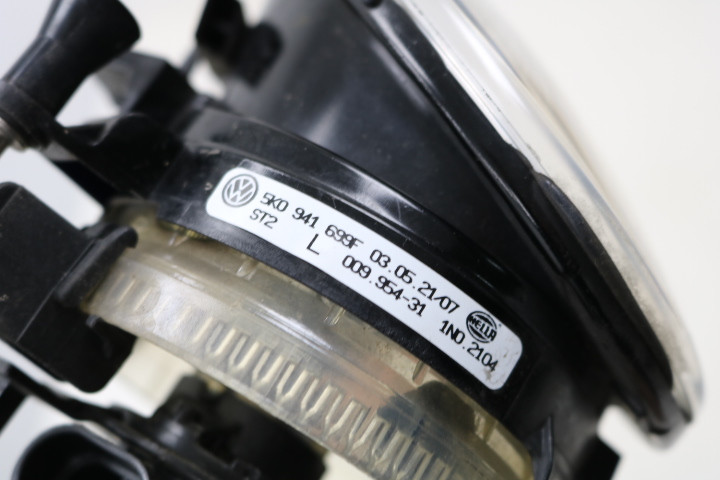 VW 5K0 941 699F 03.05.21/07
ST2 L 009.954-31 1N0.2104
HELLA